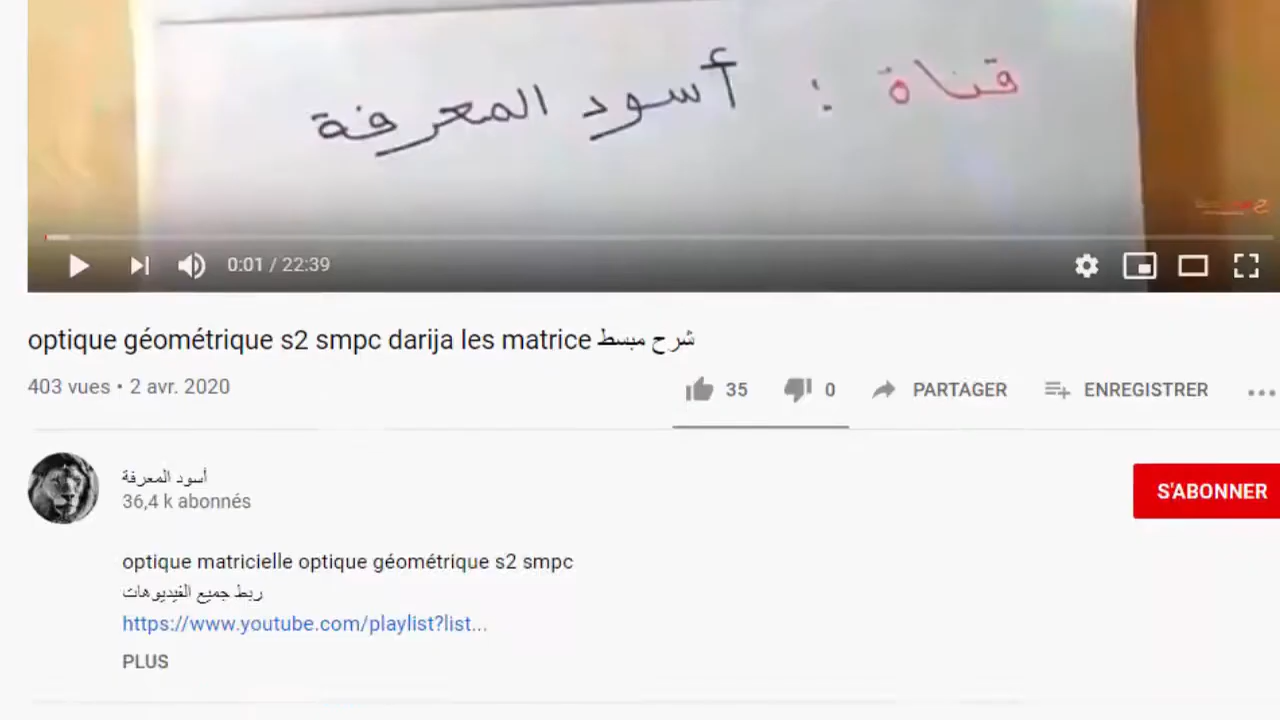 قناة : أسود المعرفة
0:01 / 22:39
optique géométrique s2 smpc darija les matrice شرح مبسط
403 vues • 2 avr. 2020
35 0 PARTAGER ENREGISTRER ...
أسود المعرفة
36,4 k abonnés
S'ABONNER
optique matricielle optique géométrique s2 smpc
ربط جميع الفيديوهات
https://www.youtube.com/playlist?list...
PLUS